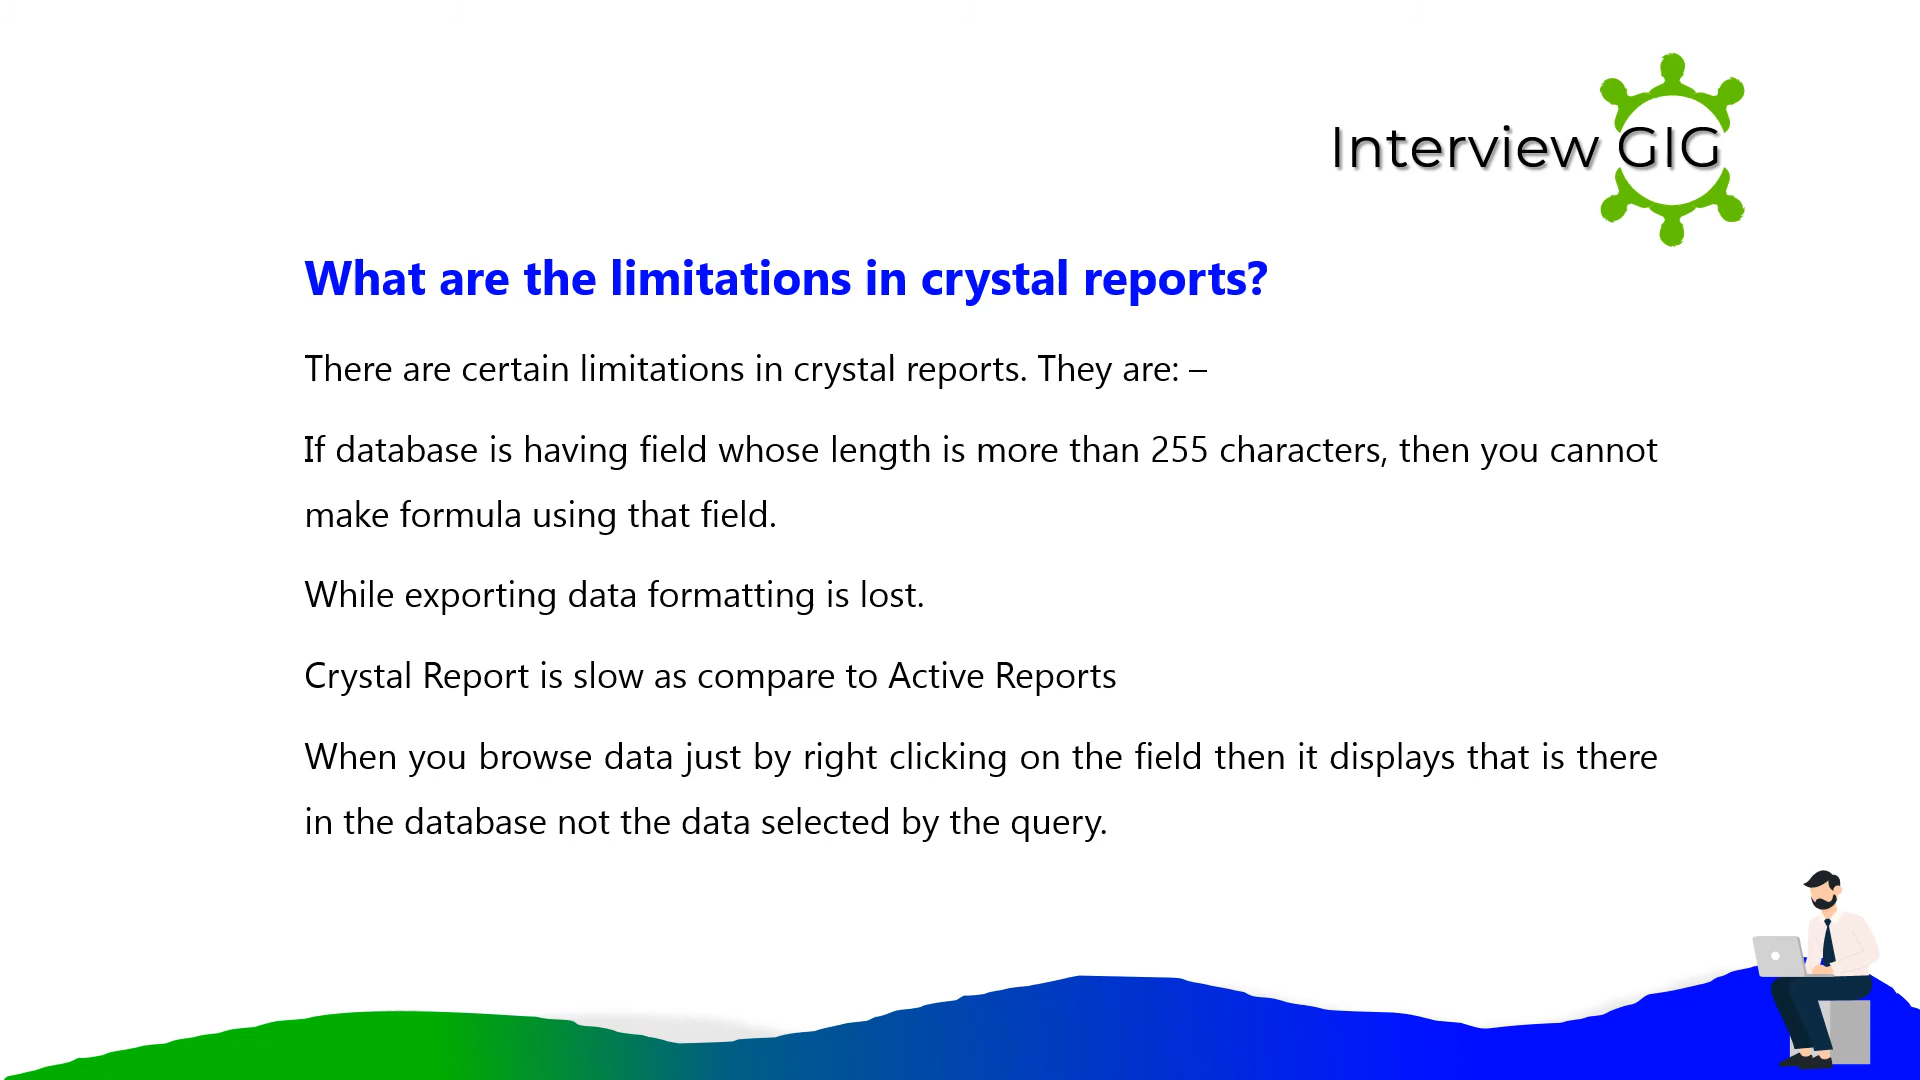 Interview GIG
What are the limitations in crystal reports?
There are certain limitations in crystal reports. They are: –
If database is having field whose length is more than 255 characters, then you cannot
make formula using that field.
While exporting data formatting is lost.
Crystal Report is slow as compare to Active Reports
When you browse data just by right clicking on the field then it displays that is there
in the database not the data selected by the query.